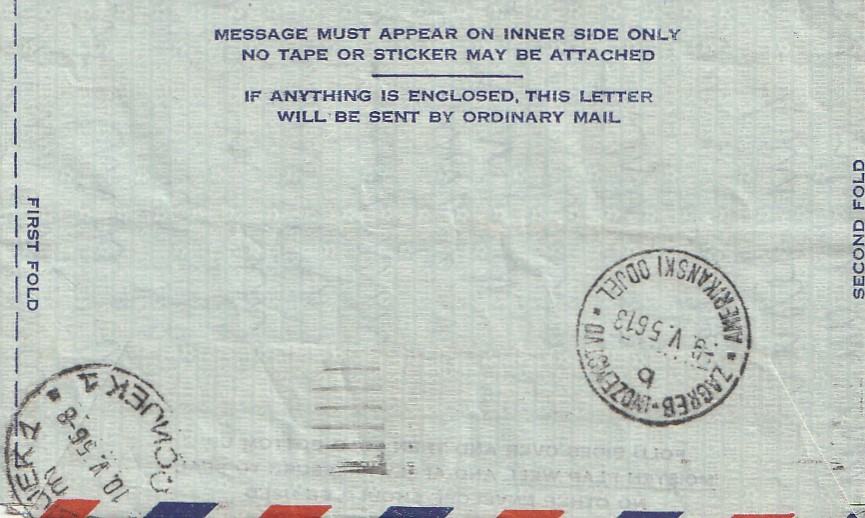 MESSAGE MUST APPEAR ON INNER SIDE ONLY
NO TAPE OR STICKER MAY BE ATTACHED
IF ANYTHING IS ENCLOSED, THIS LETTER
WILL BE SENT BY ORDINARY MAIL
FIRST FOLD
SECOND FOLD
AMERIKANSKI ODJEL
V. 56 13
b
ZAGREB-INOZEMSTVO
OSIJEK 2
10. V. 56-8